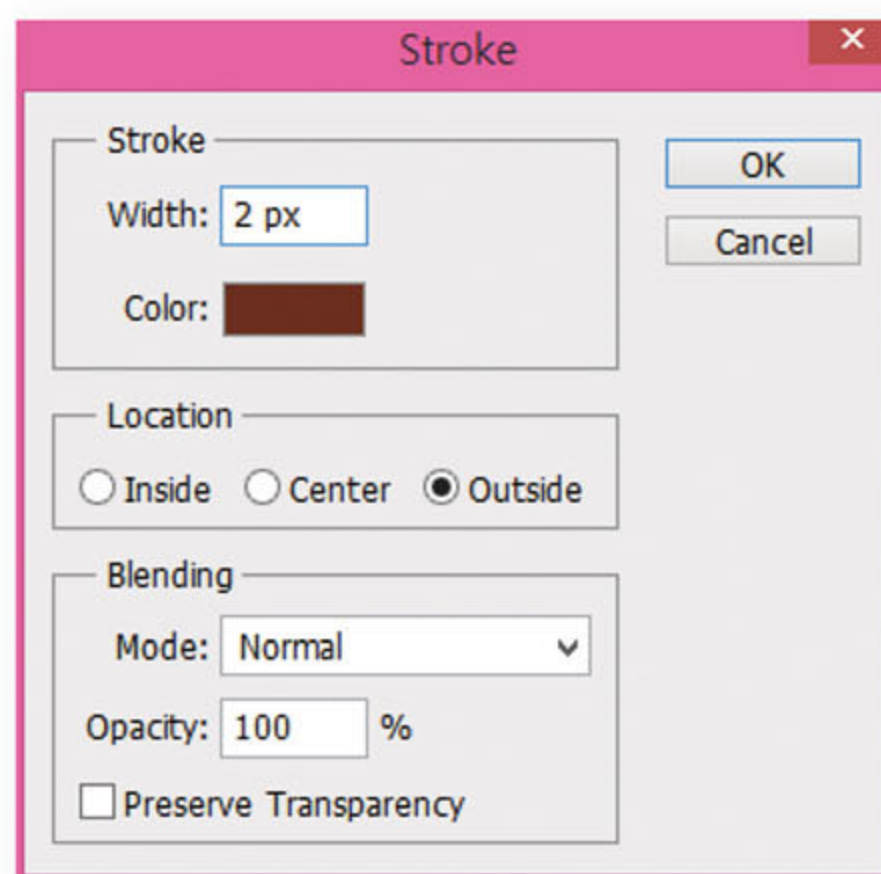 Stroke
Stroke
OK
Width: 2 px
Cancel
Color:
Location
Inside Center Outside
Blending
Mode: Normal
Opacity: 100 %
Preserve Transparency